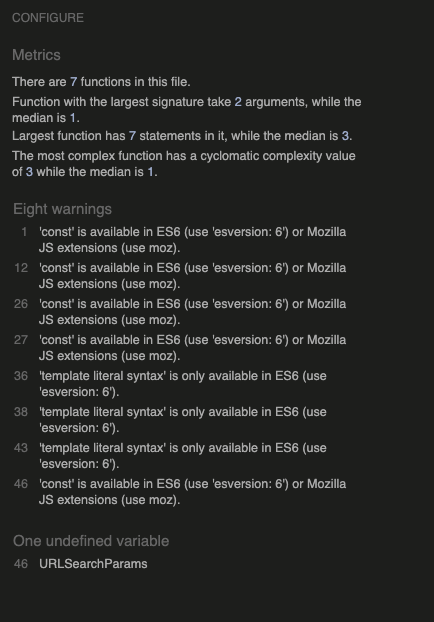 CONFIGURE
Metrics
There are 7 functions in this file.
Function with the largest signature take 2 arguments, while the
median is 1.
Largest function has 7 statements in it, while the median is 3.
The most complex function has a cyclomatic complexity value
of 3 while the median is 1.
Eight warnings
1 'const' is available in ES6 (use 'esversion: 6') or Mozilla
JS extensions (use moz).
12 'const' is available in ES6 (use 'esversion: 6') or Mozilla
JS extensions (use moz).
26 'const' is available in ES6 (use 'esversion: 6') or Mozilla
JS extensions (use moz).
27 'const' is available in ES6 (use 'esversion: 6') or Mozilla
JS extensions (use moz).
36 'template literal syntax' is only available in ES6 (use
'esversion: 6').
38 'template literal syntax' is only available in ES6 (use
'esversion: 6').
43 'template literal syntax' is only available in ES6 (use
'esversion: 6').
46 'const' is available in ES6 (use 'esversion: 6') or Mozilla
JS extensions (use moz).
One undefined variable
46 URLSearchParams